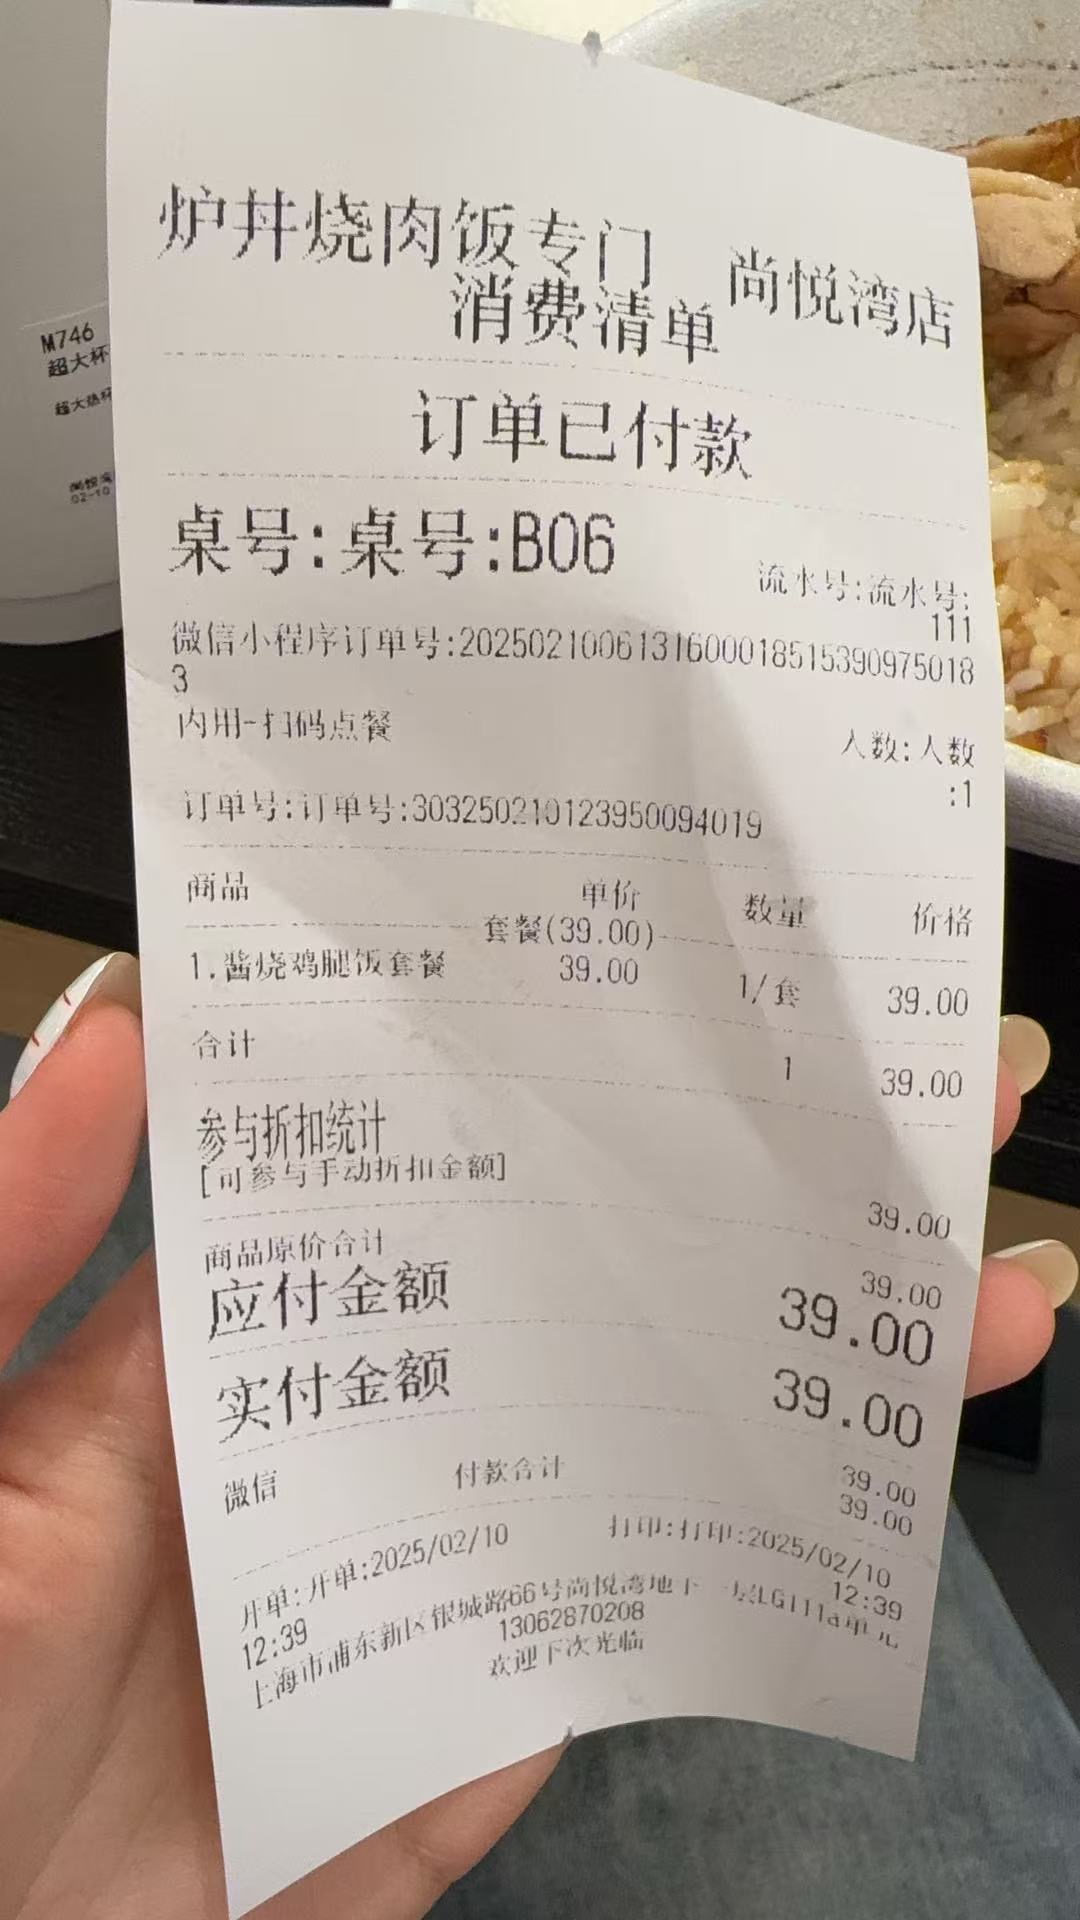 炉丼烧肉饭专门 尚悦湾店
消费清单
订单已付款
桌号:桌号:B06
流水号:流水号:
111
微信小程序订单号:2025021006131600018515390975018
3
内用-扫码点餐
人数:人数
:1
订单号:订单号:303250210123950094019
商品 单价 数量 价格
套餐(39.00)
1.酱烧鸡腿饭套餐 39.00 1/套 39.00
合计 1 39.00
参与折扣统计
[可参与手动折扣金额]
39.00
商品原价合计 39.00
应付金额 39.00
实付金额 39.00
微信 39.00
付款合计 39.00
开单:开单:2025/02/10 打印:打印:2025/02/10
12:39 12:39
上海市浦东新区银城路66号尚悦湾地下一层LG111a单元
13062870208
欢迎下次光临
M746
超大杯
超大热杯
02-10